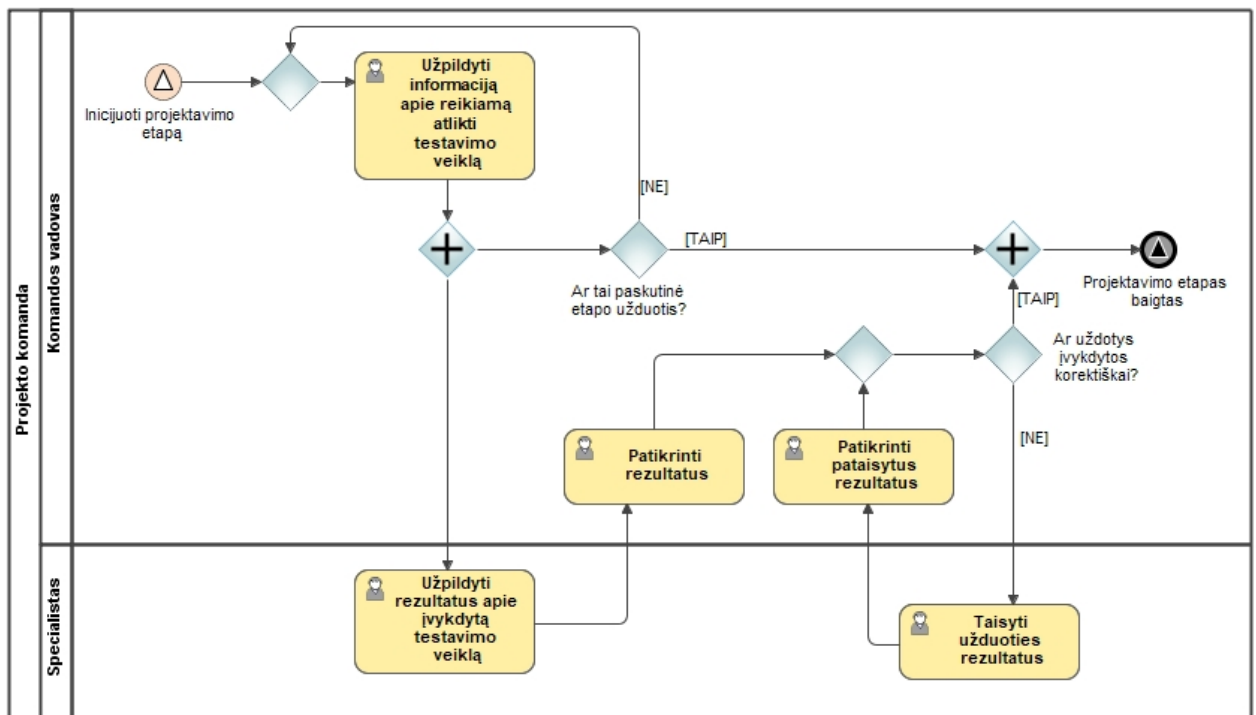 Projekto komanda
Komandos vadovas
Inicijuoti projektavimo
etapą
Užpildyti
informaciją
apie reikiamą
atlikti
testavimo
veiklą
[NE]
[TAIP]
Ar tai paskutinė
etapo užduotis?
Projektavimo etapas
baigtas
[TAIP]
Ar uždotys
įvykdytos
korektiškai?
[NE]
Patikrinti
rezultatus
Patikrinti
pataisytus
rezultatus
Specialistas
Užpildyti
rezultatus apie
įvykdytą
testavimo
veiklą
Taisyti
užduoties
rezultatus